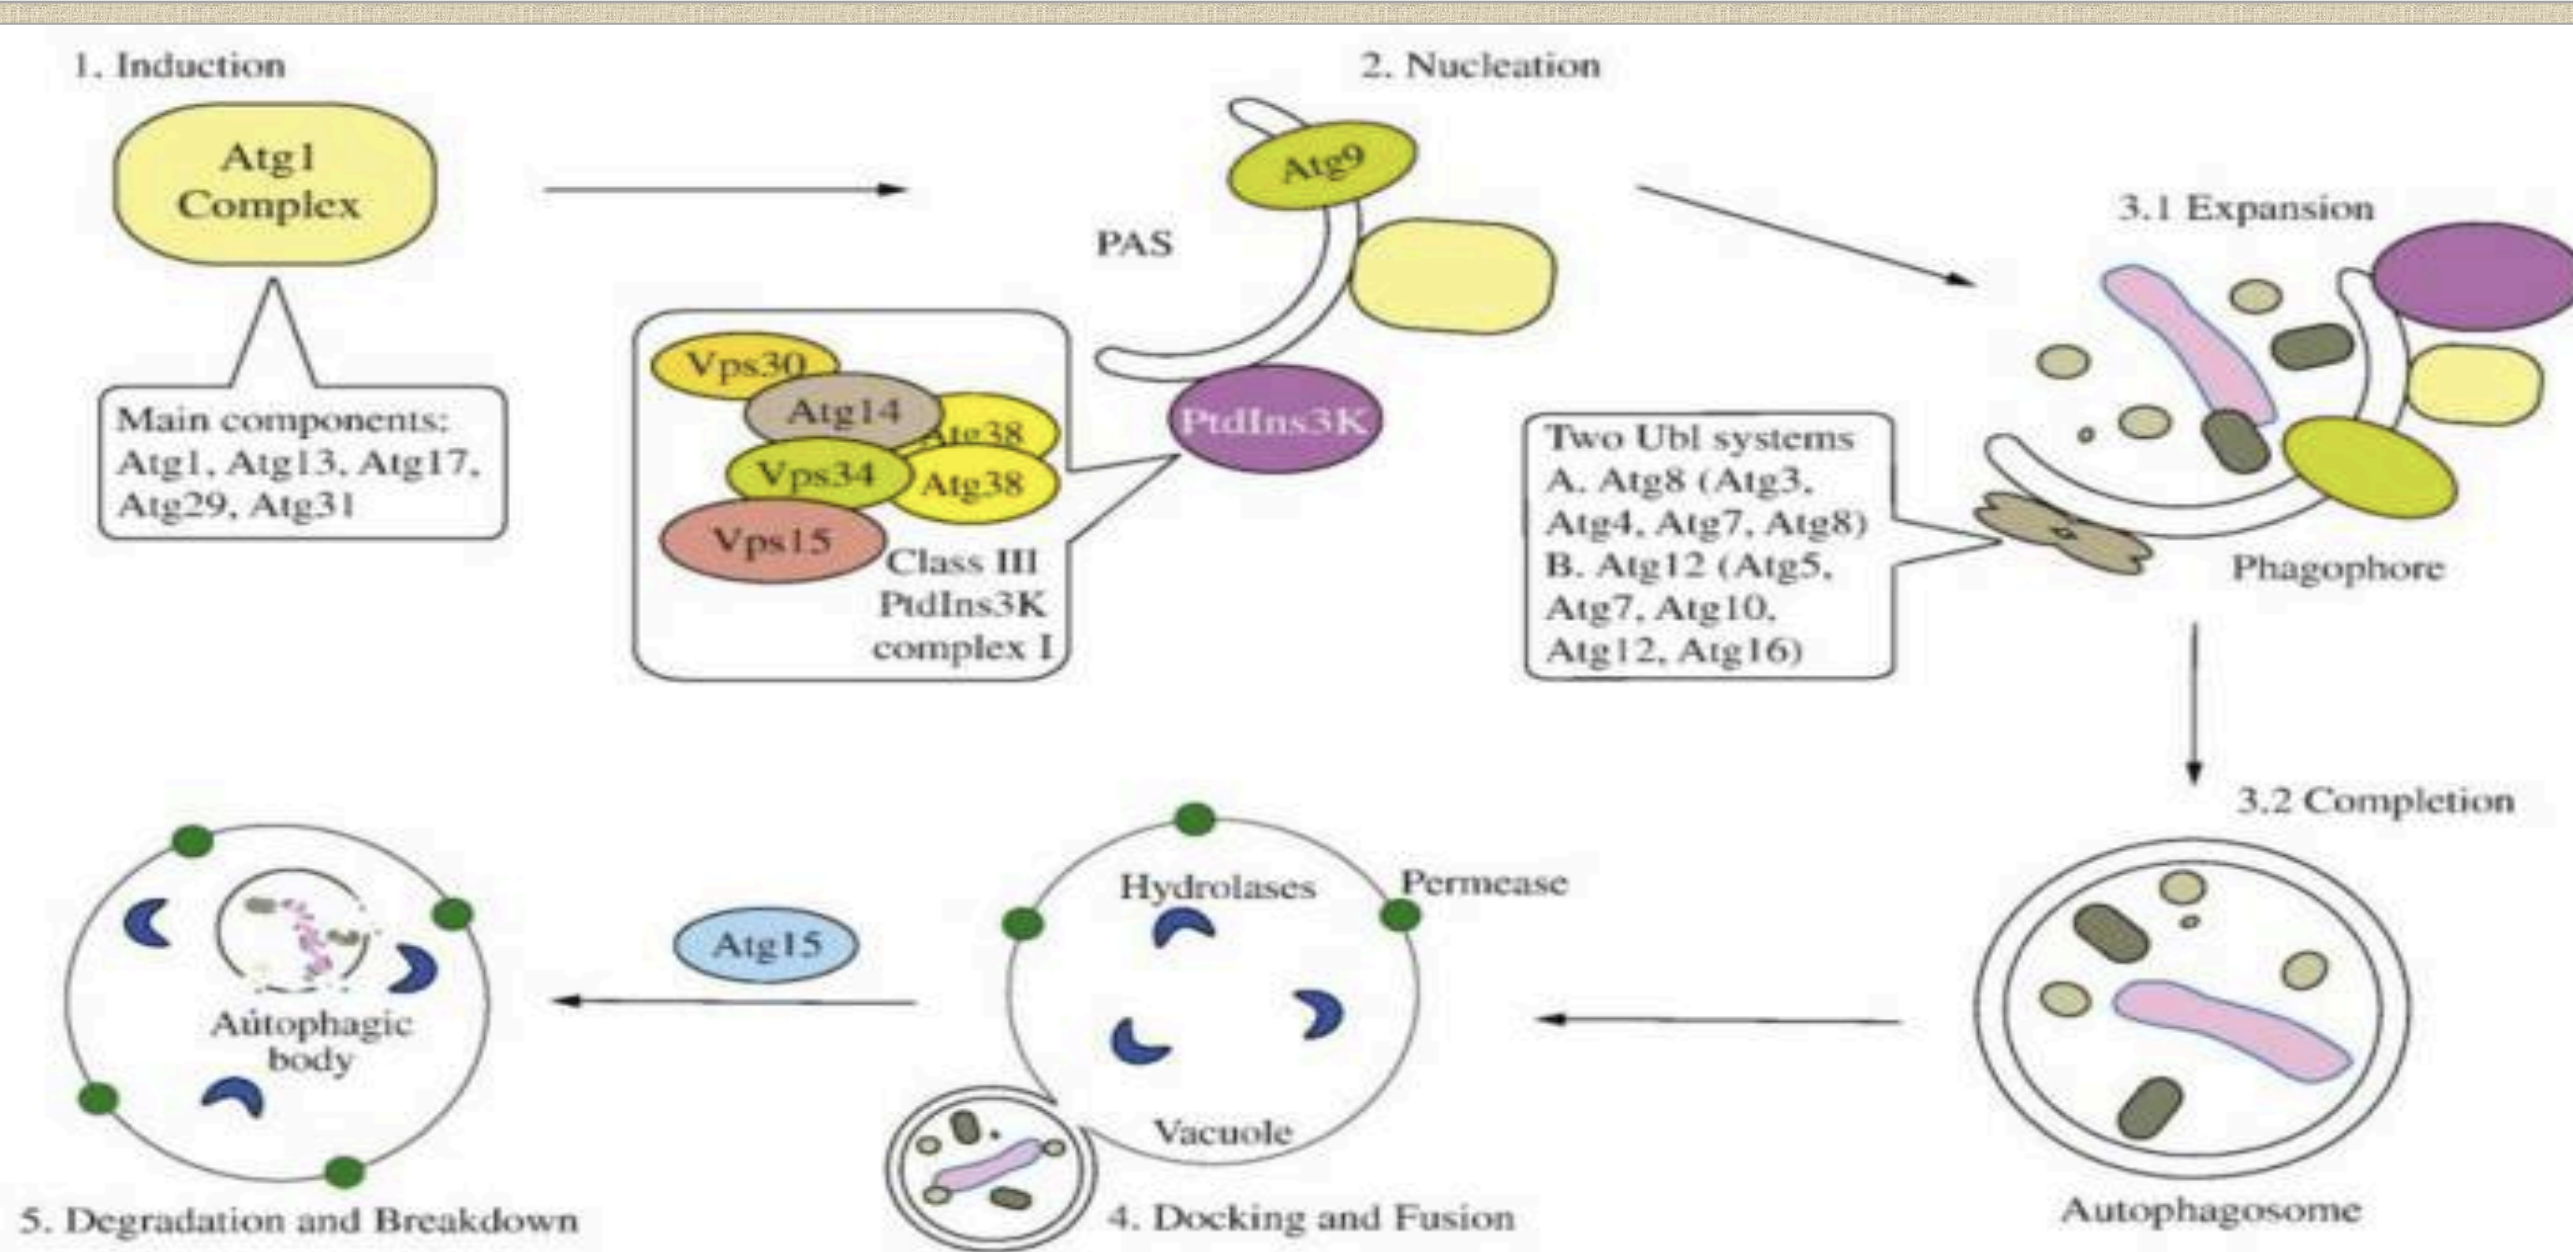 1. Induction
Atg1
Complex
Main components:
Atg1, Atg13, Atg17,
Atg29, Atg31
2. Nucleation
Atg9
PAS
PtdIns3K
Vps30
Atg14
Atg38
Vps34
Atg38
Vps15
Class III
PtdIns3K
complex I
3.1 Expansion
Two Ubl systems
A. Atg8 (Atg3,
Atg4, Atg7, Atg8)
B. Atg12 (Atg5,
Atg7, Atg10,
Atg12, Atg16)
Phagophore
3.2 Completion
Autophagosome
Hydrolases
Permease
Vacuole
4. Docking and Fusion
Atg15
Autophagic
body
5. Degradation and Breakdown